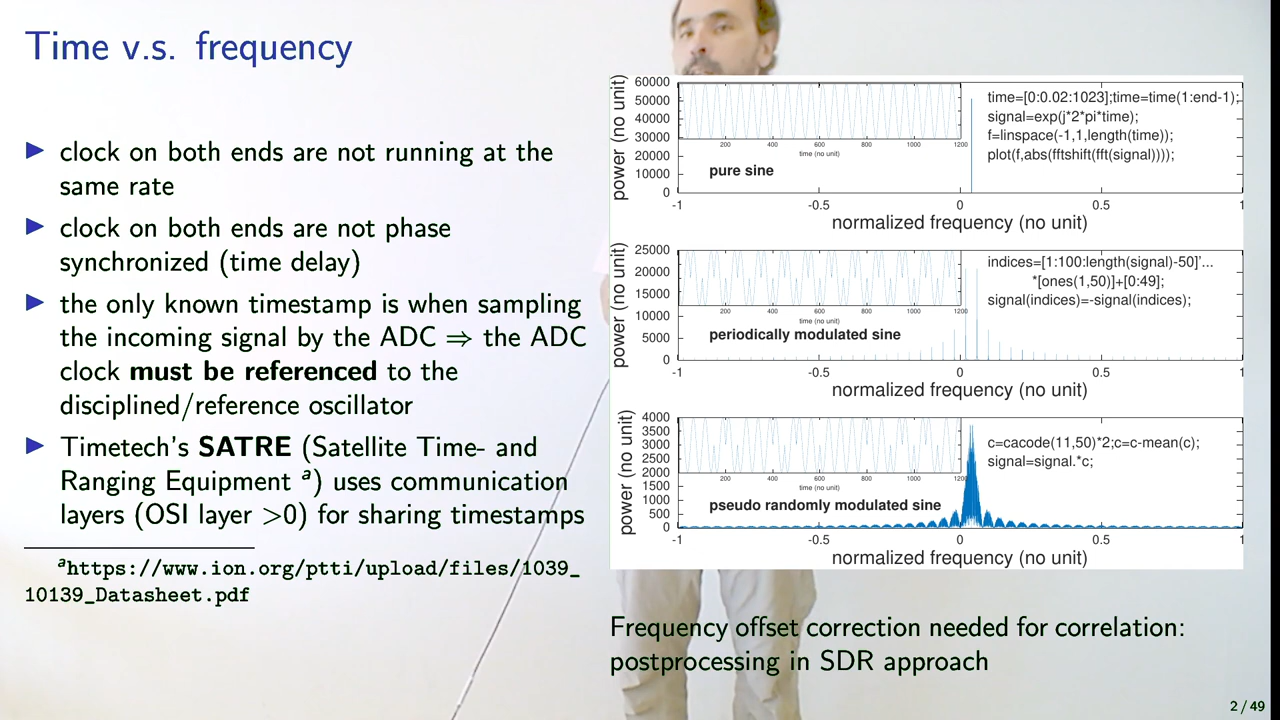 Time v.s. frequency
▶ clock on both ends are not running at the
same rate
▶ clock on both ends are not phase
synchronized (time delay)
▶ the only known timestamp is when sampling
the incoming signal by the ADC ⇒ the ADC
clock must be referenced to the
disciplined/reference oscillator
▶ Timetech's SATRE (Satellite Time- and
Ranging Equipment a) uses communication
layers (OSI layer >0) for sharing timestamps
ahttps://www.ion.org/ptti/upload/files/1039_
10139_Datasheet.pdf
power (no unit)
60000
50000
40000
30000
20000
10000
0
200 400 600 800 1000 1200
time (no unit)
pure sine
time=[0:0.02:1023];time=time(1:end-1);
signal=exp(j*2*pi*time);
f=linspace(-1,1,length(time));
plot(f,abs(fftshift(fft(signal))));
-1 -0.5 0 0.5 1
normalized frequency (no unit)
power (no unit)
25000
20000
15000
10000
5000
0
200 400 600 800 1000 1200
time (no unit)
periodically modulated sine
indices=[1:100:length(signal)-50]'...
*[ones(1,50)]+[0:49];
signal(indices)=-signal(indices);
-1 -0.5 0 0.5 1
normalized frequency (no unit)
power (no unit)
4000
3500
3000
2500
2000
1500
1000
500
0
200 400 600 800 1000 1200
time (no unit)
pseudo randomly modulated sine
c=cacode(11,50)*2;c=c-mean(c);
signal=signal.*c;
-1 -0.5 0 0.5 1
normalized frequency (no unit)
Frequency offset correction needed for correlation:
postprocessing in SDR approach
2 / 49